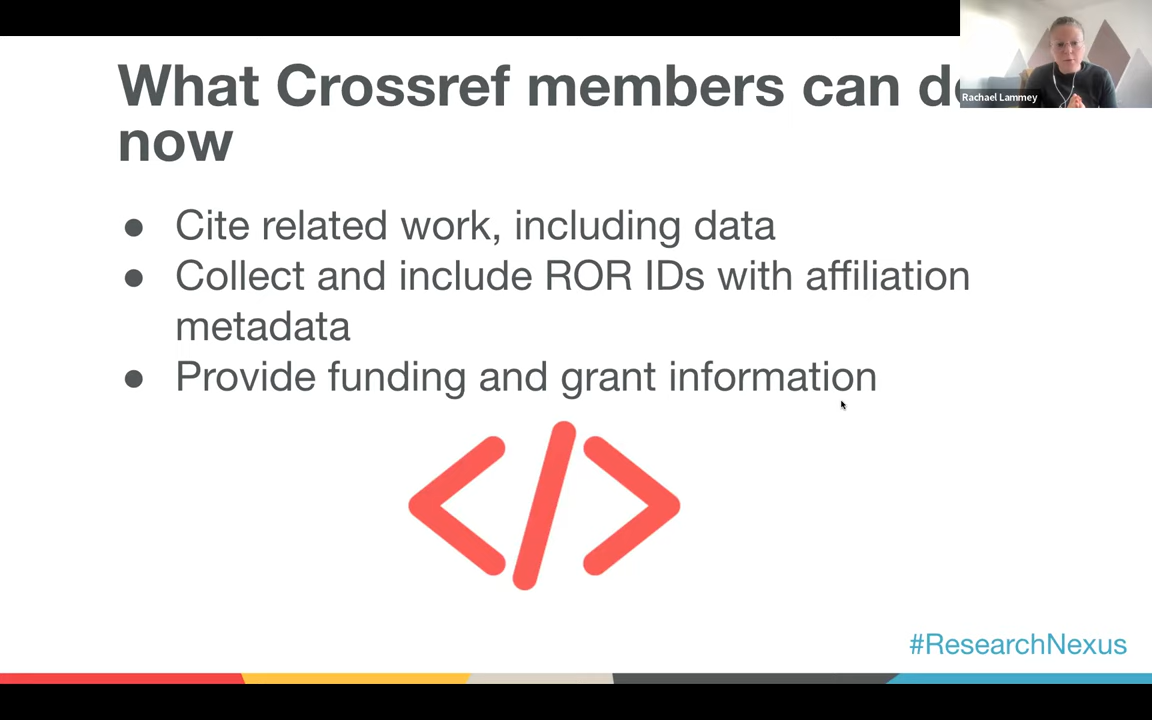 What Crossref members can do
now
Rachael Lammey
● Cite related work, including data
● Collect and include ROR IDs with affiliation
metadata
● Provide funding and grant information
</>
#ResearchNexus